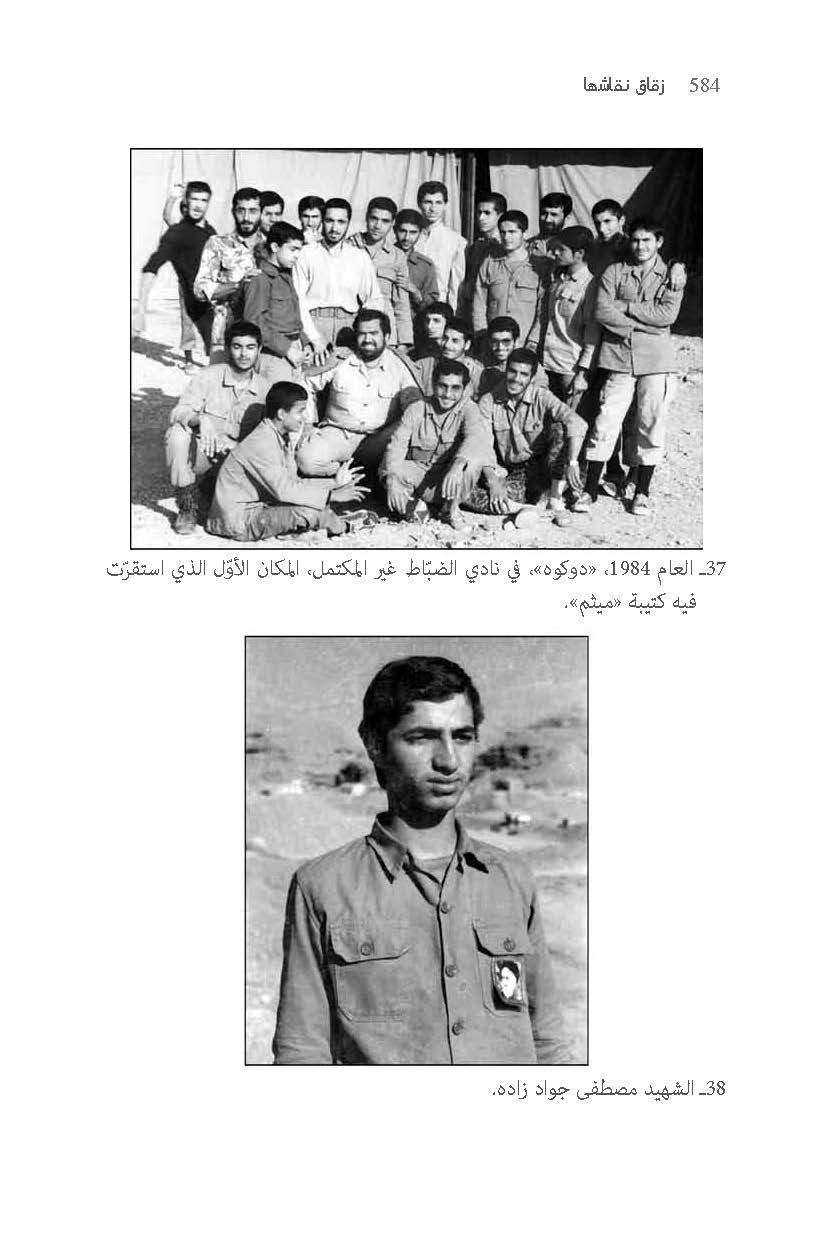 584 زقاق نقاشها
37ـ العام 1984، «دوكوه»، في نادي الضبّاط غير المكتمل، المكان الأوّل الذي استقرّت
فيه كتيبة «ميثم».
38ـ الشهيد مصطفى جواد زاده.